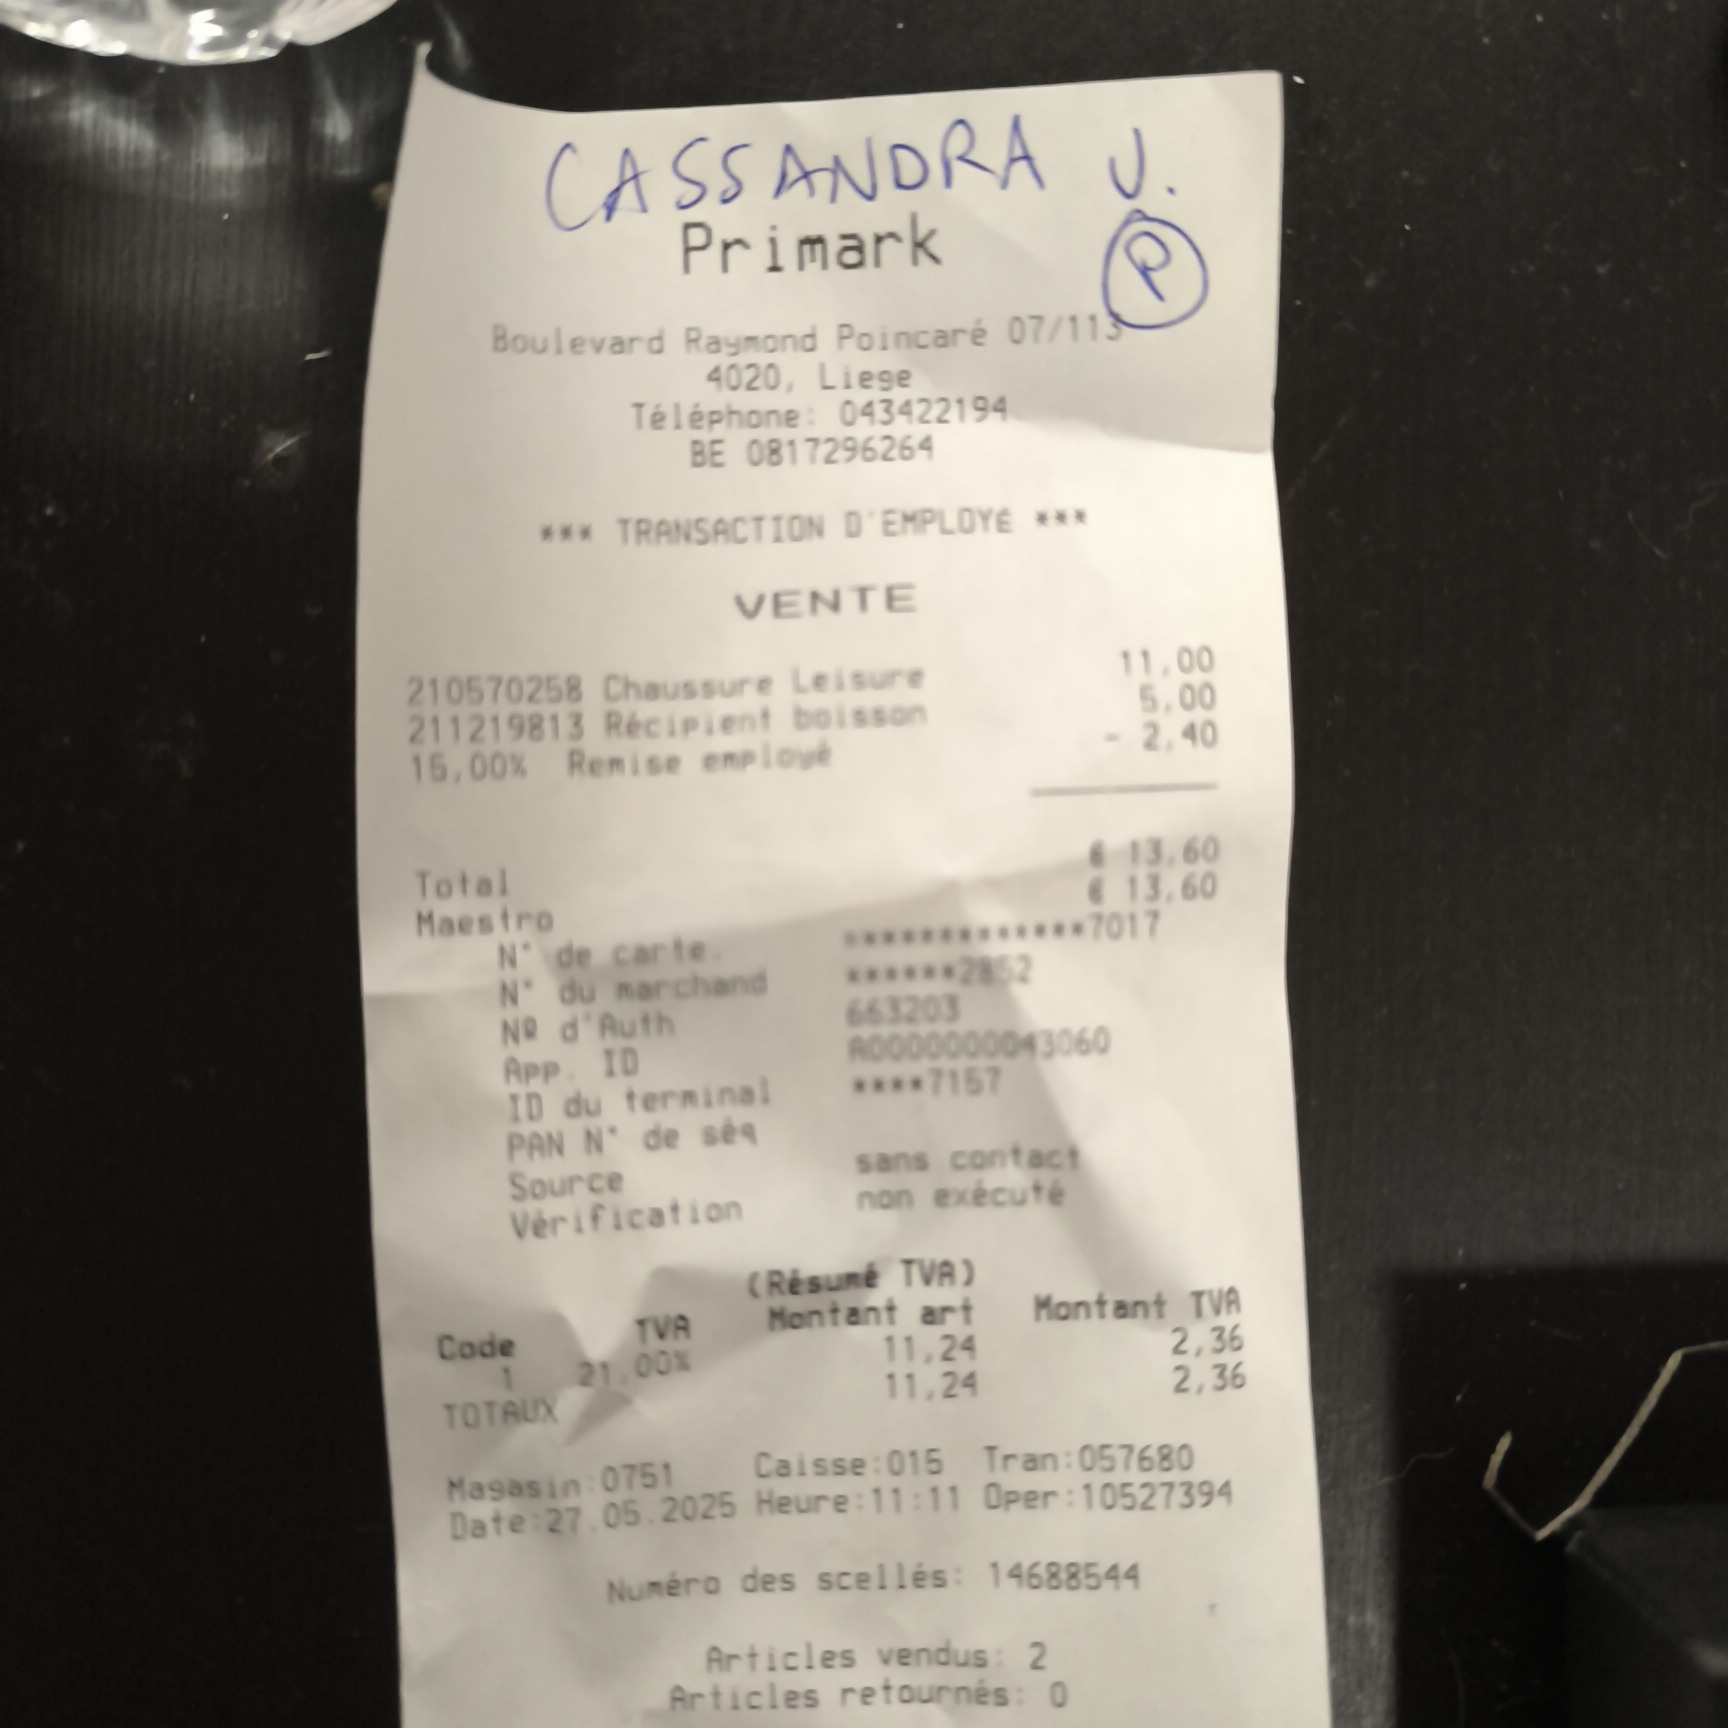 CASSANDRA J.
Primark
P
Boulevard Raymond Poincaré 07/113
4020, Liege
Téléphone: 043422194
BE 0817296264
*** TRANSACTION D'EMPLOYé ***
VENTE
210570258 Chaussure Leisure 11,00
211219813 Récipient boisson 5,00
15,00% Remise employé - 2,40
Total € 13,60
Maestro € 13,60
N° de carte. *************7017
N° du marchand ******2852
Nº d'Auth 663203
App. ID A0000000043060
ID du terminal ****7157
PAN N° de séq
Source sans contact
Vérification non exécuté
(Résumé TVA)
Code TVA Montant art Montant TVA
1 21,00% 11,24 2,36
TOTAUX 11,24 2,36
Magasin:0751 Caisse:015 Tran:057680
Date:27.05.2025 Heure:11:11 Oper:10527394
Numéro des scellés: 14688544
Articles vendus: 2
Articles retournés: 0